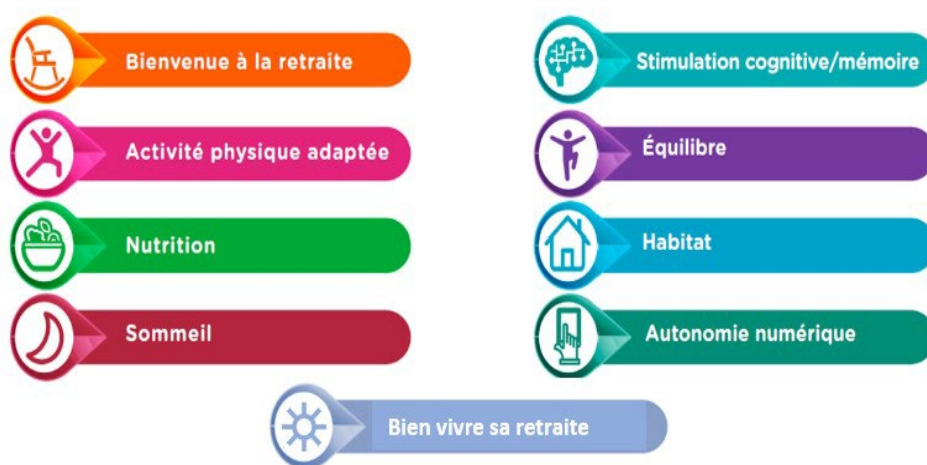 Bienvenue à la retraite
Stimulation cognitive/mémoire
Activité physique adaptée
Équilibre
Nutrition
Habitat
Sommeil
Autonomie numérique
Bien vivre sa retraite